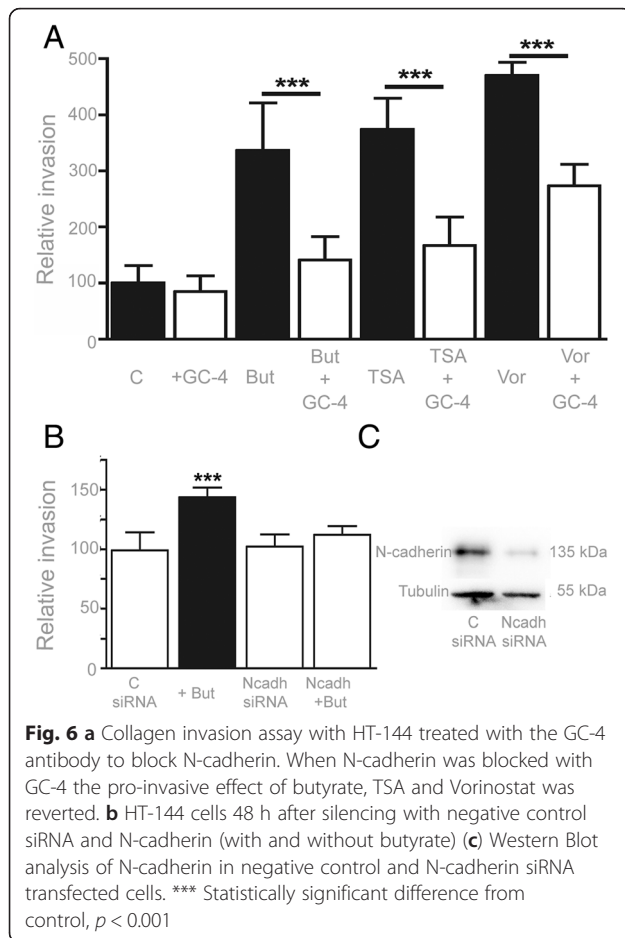 A
Relative invasion
500
400
300
200
100
0
***
***
***
C
+GC-4
But
But
+
GC-4
TSA
TSA
+
GC-4
Vor
Vor
+
GC-4
B
Relative invasion
150
100
50
0
***
C
siRNA
+ But
Ncadh
siRNA
Ncadh
+But
C
N-cadherin
135 kDa
Tubulin
55 kDa
C
siRNA
Ncadh
siRNA
Fig. 6 a Collagen invasion assay with HT-144 treated with the GC-4
antibody to block N-cadherin. When N-cadherin was blocked with
GC-4 the pro-invasive effect of butyrate, TSA and Vorinostat was
reverted. b HT-144 cells 48 h after silencing with negative control
siRNA and N-cadherin (with and without butyrate) (c) Western Blot
analysis of N-cadherin in negative control and N-cadherin siRNA
transfected cells. *** Statistically significant difference from
control, p < 0.001